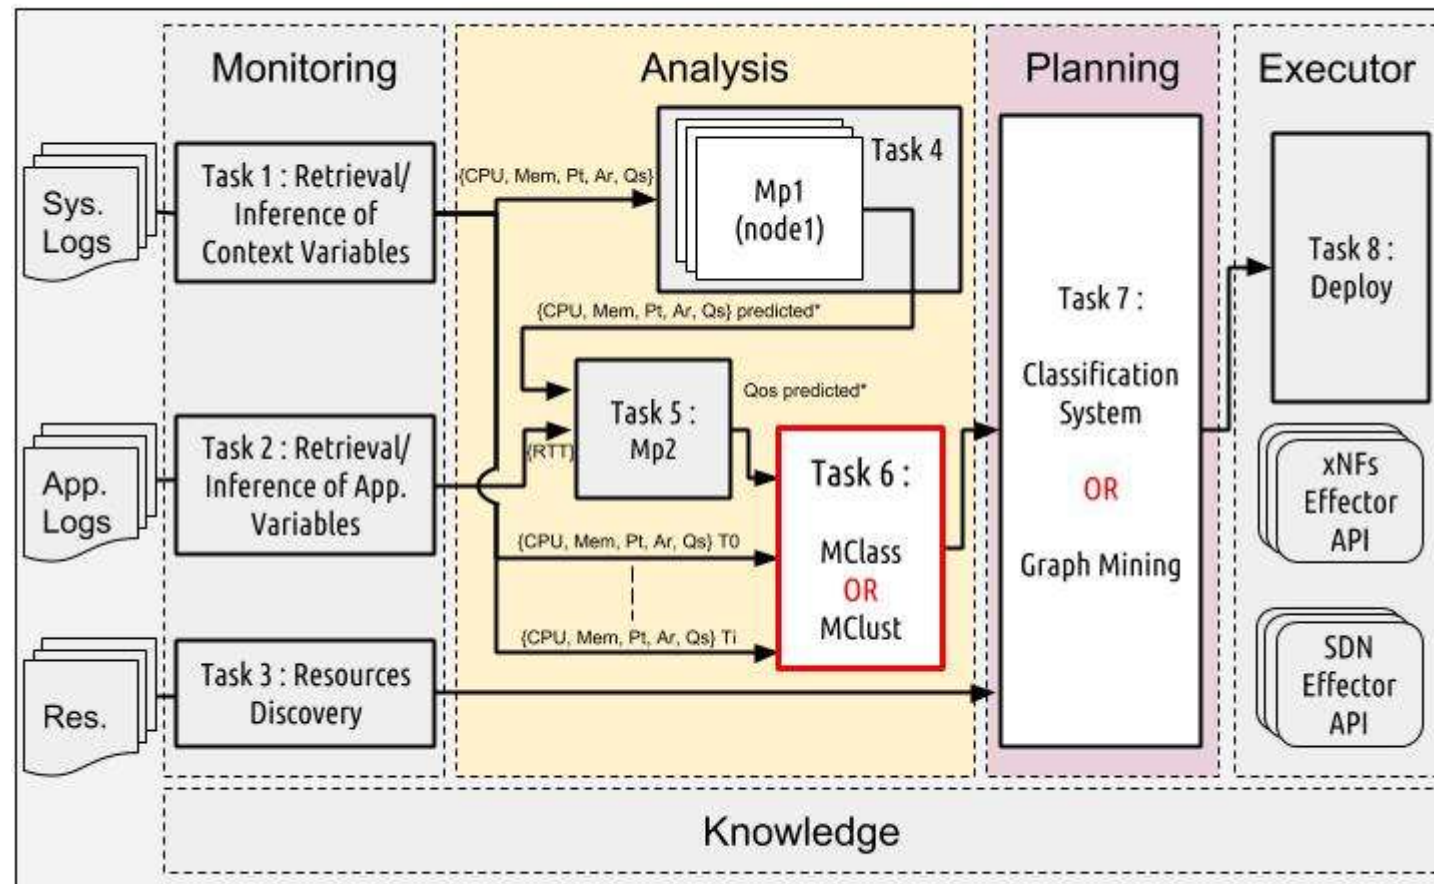 Monitoring
Analysis
Planning
Executor
Sys.
Logs
Task 1 : Retrieval/
Inference of
Context Variables
{CPU, Mem, Pt, Ar, Qs}
Task 4
Mp1
(node1)
{CPU, Mem, Pt, Ar, Qs} predicted*
Task 8 :
Deploy
App.
Logs
Task 2 : Retrieval/
Inference of App.
Variables
{RTT}
Task 5 :
Mp2
Qos predicted*
Task 6 :
MClass
OR
MClust
{CPU, Mem, Pt, Ar, Qs} T0
{CPU, Mem, Pt, Ar, Qs} Ti
Task 7 :
Classification
System
OR
Graph Mining
xNFs
Effector
API
Res.
Task 3 : Resources
Discovery
SDN
Effector
API
Knowledge